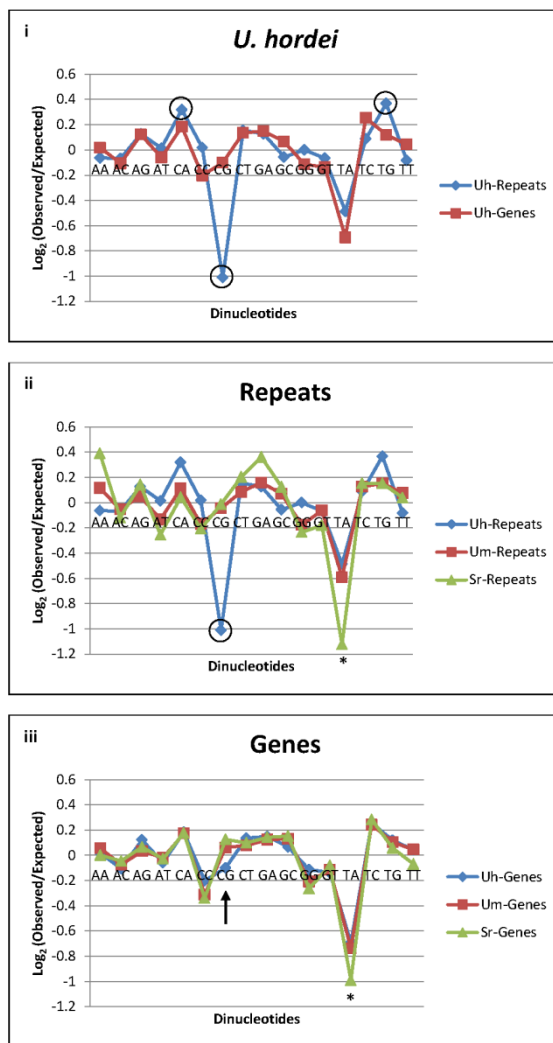 i
U. hordei
0.6
0.4
0.2
0
-0.2
-0.4
-0.6
-0.8
-1
-1.2
AA AC AG AT CA CC CG CT GA GC GG GT TA TC TG TT
Log2 (Observed/Expected)
Dinucleotides
Uh-Repeats
Uh-Genes
ii
Repeats
0.6
0.4
0.2
0
-0.2
-0.4
-0.6
-0.8
-1
-1.2
AA AC AG AT CA CC CG CT GA GC GG GT TA TC TG TT
Log2 (Observed/Expected)
Dinucleotides
*
Uh-Repeats
Um-Repeats
Sr-Repeats
iii
Genes
0.6
0.4
0.2
0
-0.2
-0.4
-0.6
-0.8
-1
-1.2
AA AC AG AT CA CC CG CT GA GC GG GT TA TC TG TT
Log2 (Observed/Expected)
Dinucleotides
*
Uh-Genes
Um-Genes
Sr-Genes